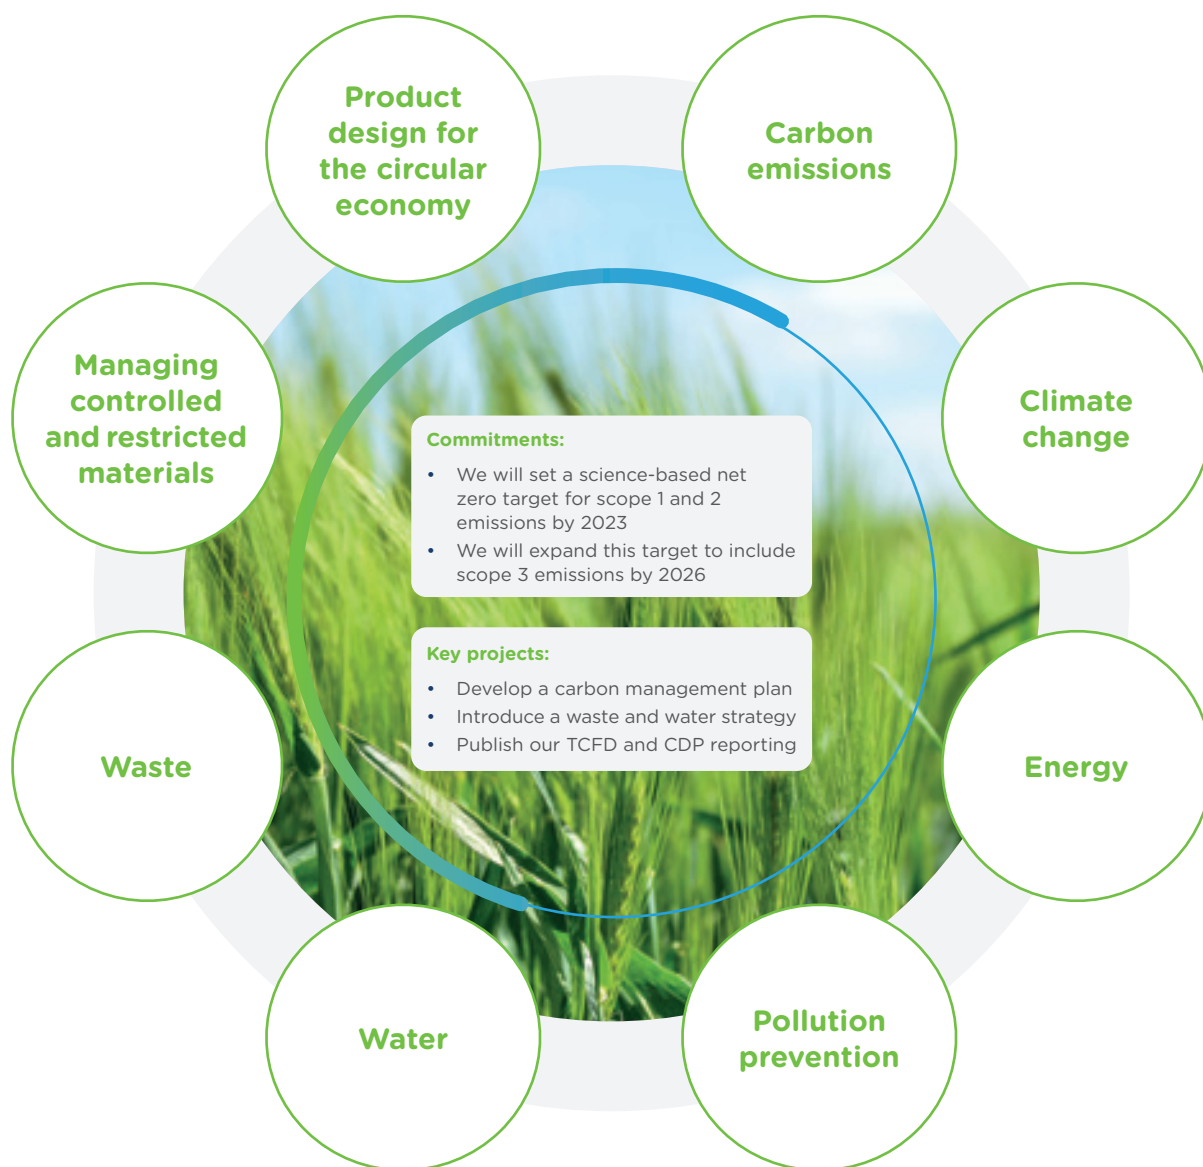 Product
design for
the circular
economy
Carbon
emissions
Managing
controlled
and restricted
materials
Climate
change
Commitments:
• We will set a science-based net
zero target for scope 1 and 2
emissions by 2023
• We will expand this target to include
scope 3 emissions by 2026
Key projects:
• Develop a carbon management plan
• Introduce a waste and water strategy
• Publish our TCFD and CDP reporting
Waste
Energy
Water
Pollution
prevention